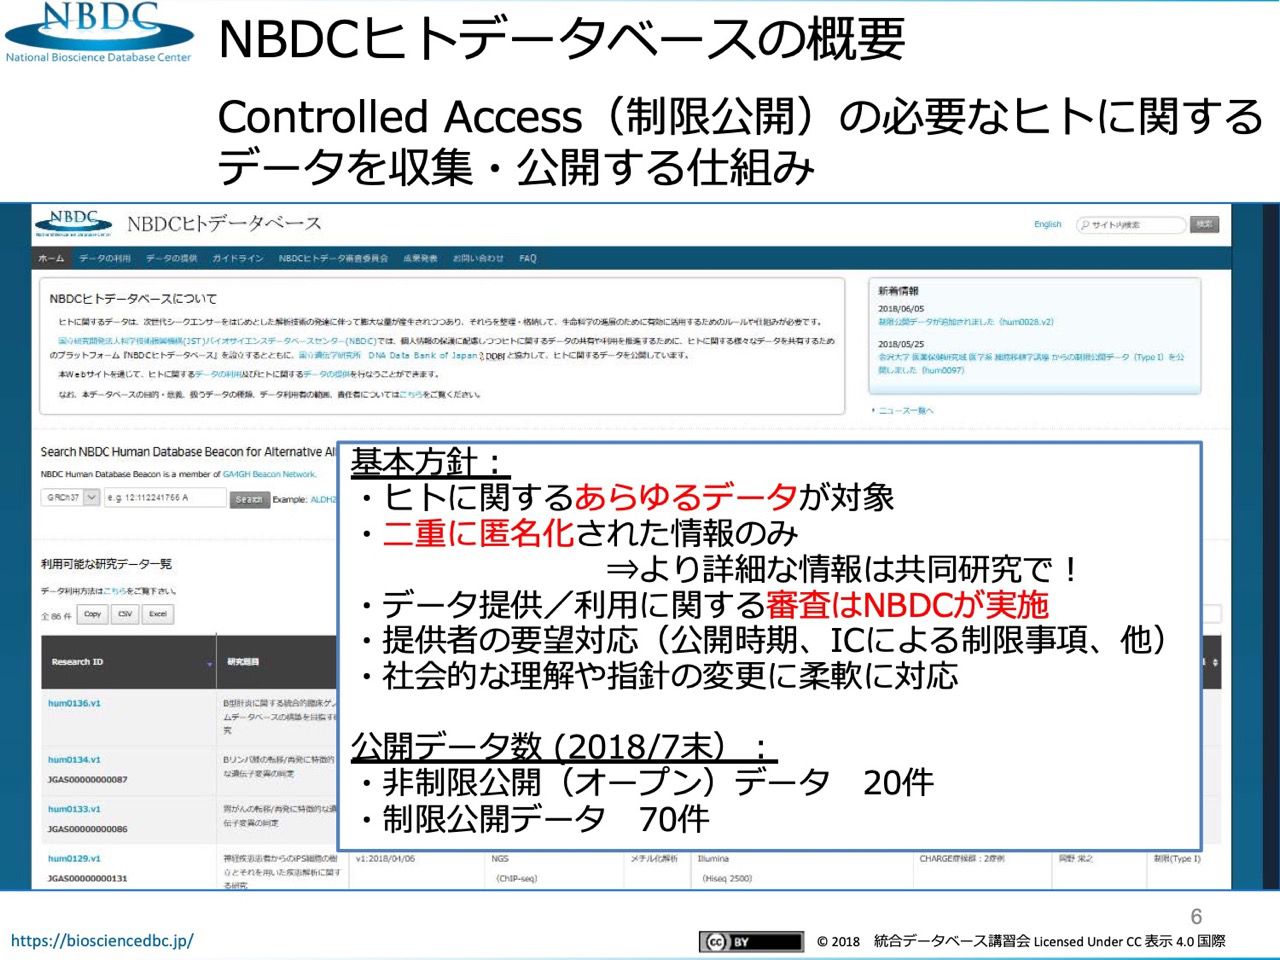 NBDC
National Bioscience Database Center
NBDCヒトデータベースの概要
Controlled Access（制限公開）の必要なヒトに関する
データを収集・公開する仕組み
NBDC
NBDCヒトデータベース
English
サイト内検索
検索
ホーム データの利用 データの提供 ガイドライン NBDCヒトデータ審査委員会 成果発表 お問い合わせ FAQ
NBDCヒトデータベースについて
ヒトに関するデータは、次世代シークエンサーをはじめとした解析技術の発達に伴って膨大な量が産生されつつあり、それらを整理・格納して、生命科学の進展のために有効に活用するためのルールや仕組みが必要です。
国立研究開発法人科学技術振興機構(JST)バイオサイエンスデータベースセンター(NBDC)では、個人情報の保護に配慮しつつヒトに関するデータの共有や利用を推進するために、ヒトに関する様々なデータを共有するため
のプラットフォーム『NBDCヒトデータベース』を設立するとともに、国立遺伝学研究所 DNA Data Bank of Japan, DDBJ と協力して、ヒトに関するデータを公開しています。
本Webサイトを通じて、ヒトに関するデータの利用及びヒトに関するデータの提供を行なうことができます。
なお、本データベースの目的・意義、扱うデータの種類、データ利用者の範囲、責任者についてはこちらをご覧ください。
新着情報
2018/06/05
制限公開データが追加されました（hum0028.v2）
2018/05/25
金沢大学 医薬保健研究域 医学系 細胞移植学講座 からの制限公開データ（Type I）を公
開しました（hum0097）
ニュース一覧へ
Search NBDC Human Database Beacon for Alternative Al
NBDC Human Database Beacon is a member of GA4GH Beacon Network.
GRCh37 e.g. 12:112241766 A Search Example: ALDH2
利用可能な研究データ一覧
データ利用方法はこちらをご覧下さい。
全 86 件 Copy CSV Excel
Research ID 研究題目
hum0136.v1
B型肝炎に関する統合的臨床ゲノ
ムデータベースの構築を目指す研
究
hum0134.v1
JGAS00000000087
Bリンパ腫の転移/再発に特徴的
な遺伝子変異の同定
hum0133.v1
JGAS00000000086
胃がんの転移/再発に特徴的な遺
伝子変異の同定
hum0129.v1
JGAS00000000131
神経疾患患者からのiPS細胞の樹
立とそれを用いた疾患解析に関す
る研究
v1:2018/04/06
NGS
（ChIP-seq）
メチル化解析
Illumina
（Hiseq 2500）
CHARGE症候群：2症例
岡野 栄之
制限(Type I)
基本方針：
・ヒトに関するあらゆるデータが対象
・二重に匿名化された情報のみ
⇒より詳細な情報は共同研究で！
・データ提供／利用に関する審査はNBDCが実施
・提供者の要望対応（公開時期、ICによる制限事項、他）
・社会的な理解や指針の変更に柔軟に対応
公開データ数 (2018/7末）：
・非制限公開（オープン）データ　20件
・制限公開データ　70件
6
https://biosciencedbc.jp/
cc BY
© 2018　統合データベース講習会 Licensed Under CC 表示 4.0 国際